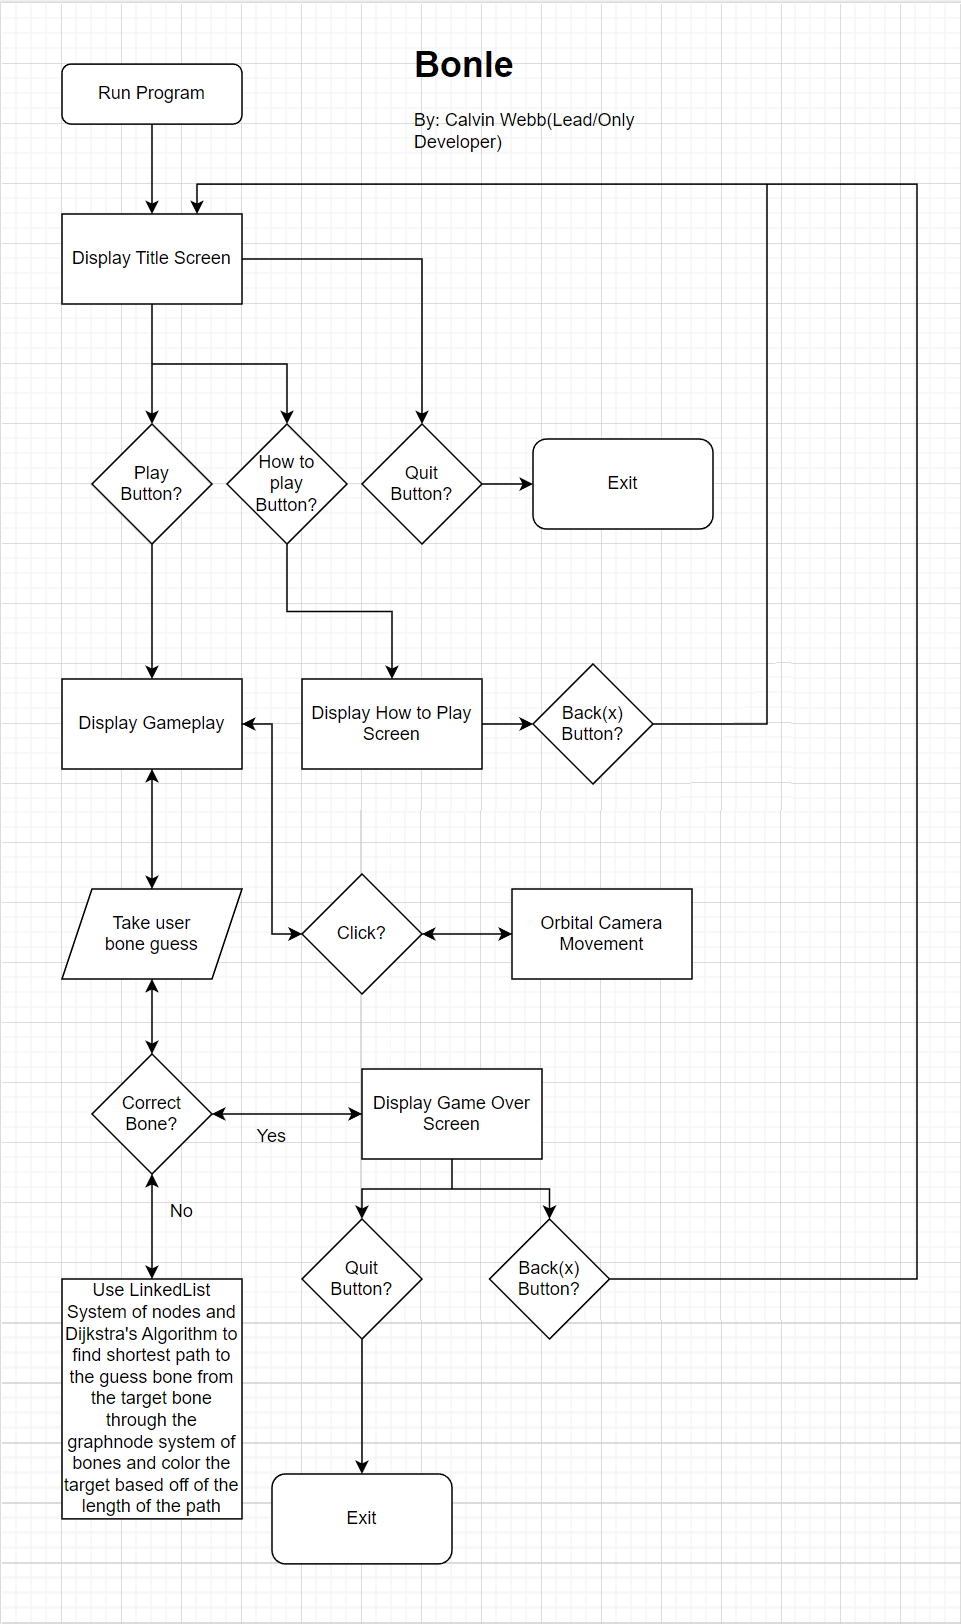 Bonle
Run Program
By: Calvin Webb(Lead/Only
Developer)
Display Title Screen
Play
Button?
How to
play
Button?
Quit
Button?
Exit
Display Gameplay
Display How to Play
Screen
Back(x)
Button?
Take user
bone guess
Click?
Orbital Camera
Movement
Correct
Bone?
Yes
Display Game Over
Screen
No
Quit
Button?
Back(x)
Button?
Use LinkedList
System of nodes and
Dijkstra's Algorithm to
find shortest path to
the guess bone from
the target bone
through the
graphnode system of
bones and color the
target based off of the
length of the path
Exit